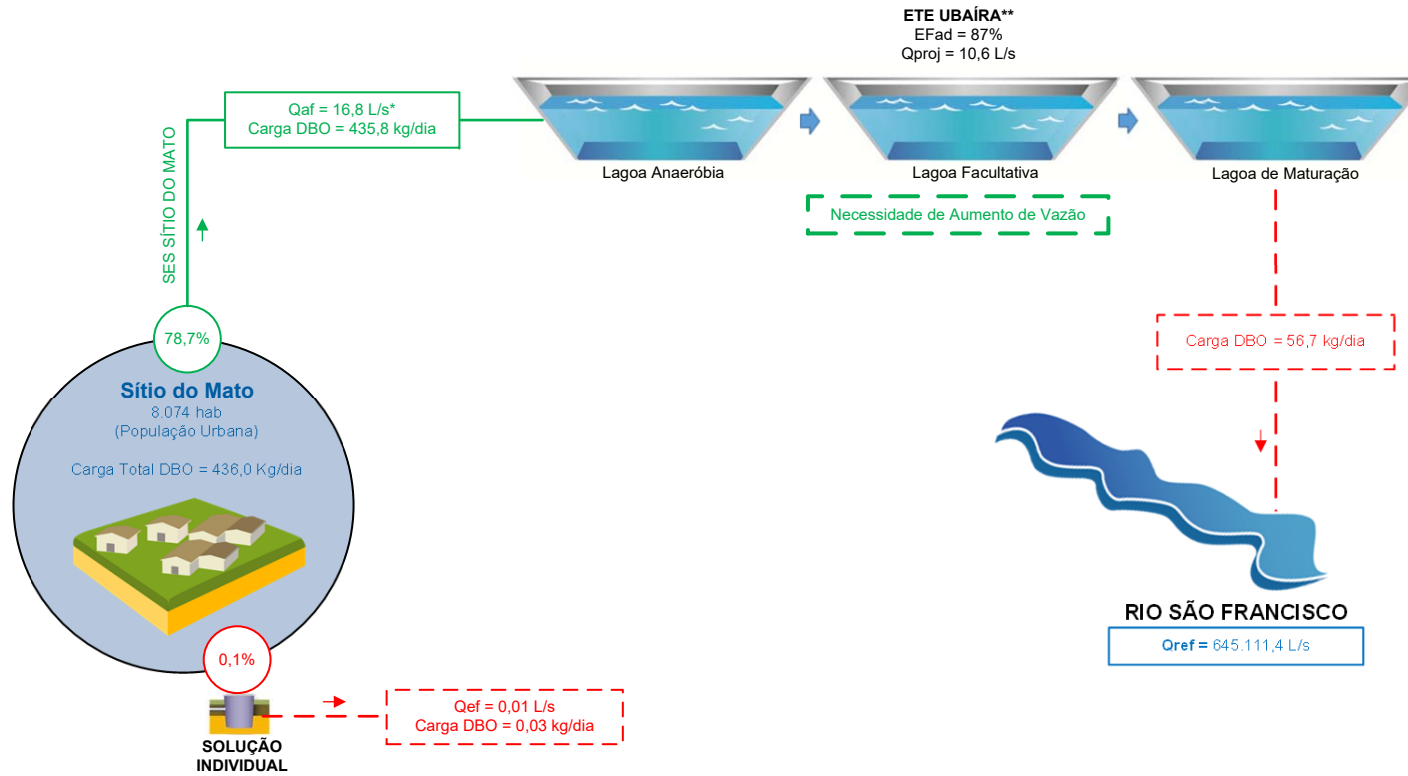 ETE UBAÍRA**
EFad = 87%
Qproj = 10,6 L/s
Qaf = 16,8 L/s*
Carga DBO = 435,8 kg/dia
SES SÍTIO DO MATO
Lagoa Anaeróbia
Lagoa Facultativa
Lagoa de Maturação
Necessidade de Aumento de Vazão
78,7%
Carga DBO = 56,7 kg/dia
Sítio do Mato
8.074 hab
(População Urbana)
Carga Total DBO = 436,0 Kg/dia
RIO SÃO FRANCISCO
Qref = 645.111,4 L/s
0,1%
Qef = 0,01 L/s
Carga DBO = 0,03 kg/dia
SOLUÇÃO
INDIVIDUAL